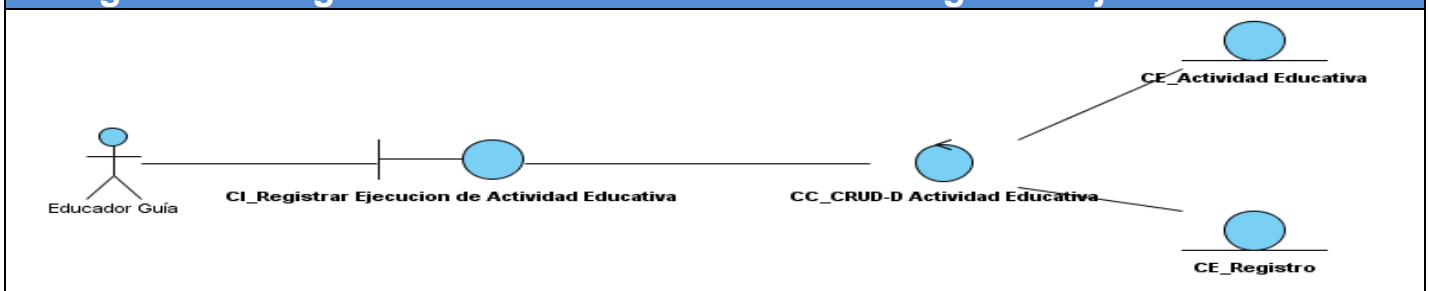 CE_Actividad Educativa
Educador Guía
CI_Registrar Ejecucion de Actividad Educativa
CC_CRUD-D Actividad Educativa
CE_Registro